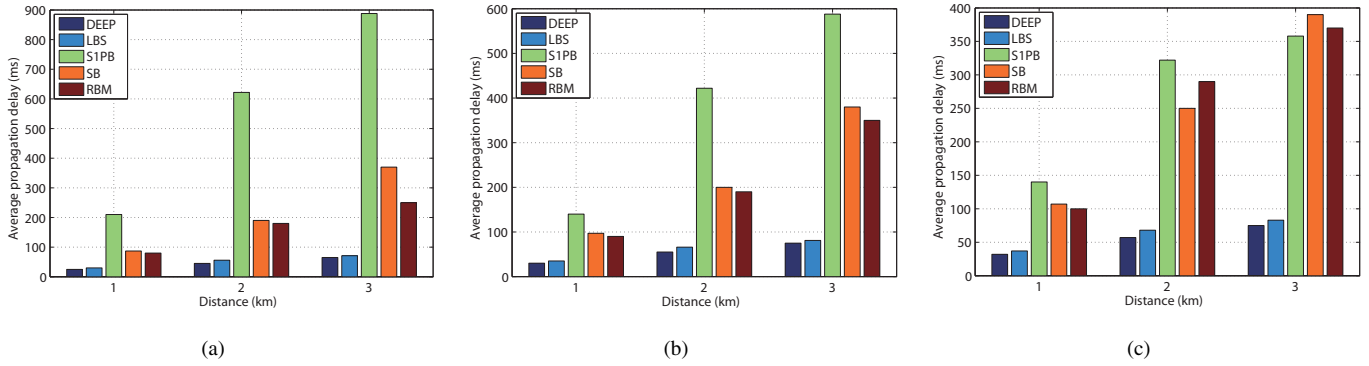 Average propagation delay (ms)
900
800
700
600
500
400
300
200
100
0
DEEP
LBS
S1PB
SB
RBM
1
2
3
Distance (km)
(a)
Average propagation delay (ms)
600
500
400
300
200
100
0
DEEP
LBS
S1PB
SB
RBM
1
2
3
Distance (km)
(b)
Average propagation delay (ms)
400
350
300
250
200
150
100
50
0
DEEP
LBS
S1PB
SB
RBM
1
2
3
Distance (km)
(c)